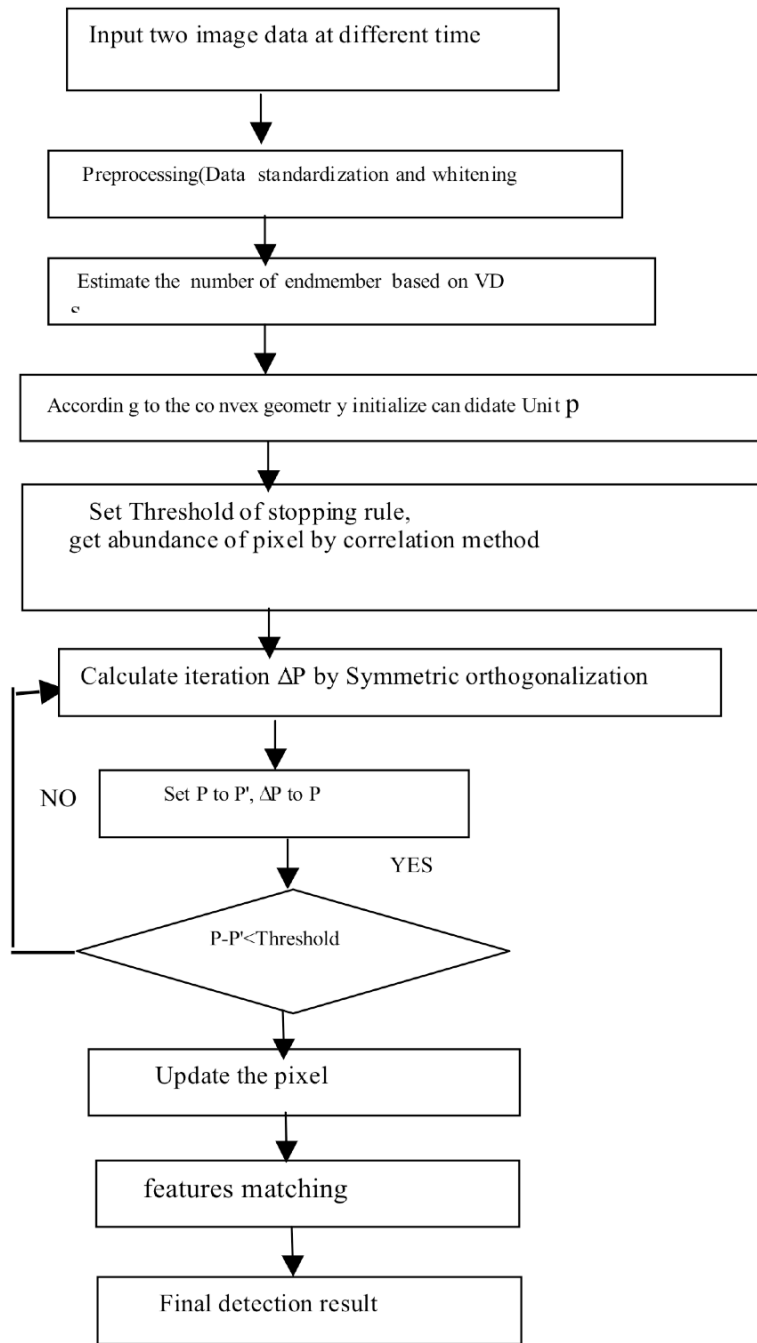 Input two image data at different time
Preprocessing(Data standardization and whitening
Estimate the number of endmember based on VD
s
Accordin g to the co nvex geometr y initialize can didate Unit p
Set Threshold of stopping rule,
get abundance of pixel by correlation method
Calculate iteration ΔP by Symmetric orthogonalization
NO
Set P to P', ΔP to P
YES
P-P'<Threshold
Update the pixel
features matching
Final detection result